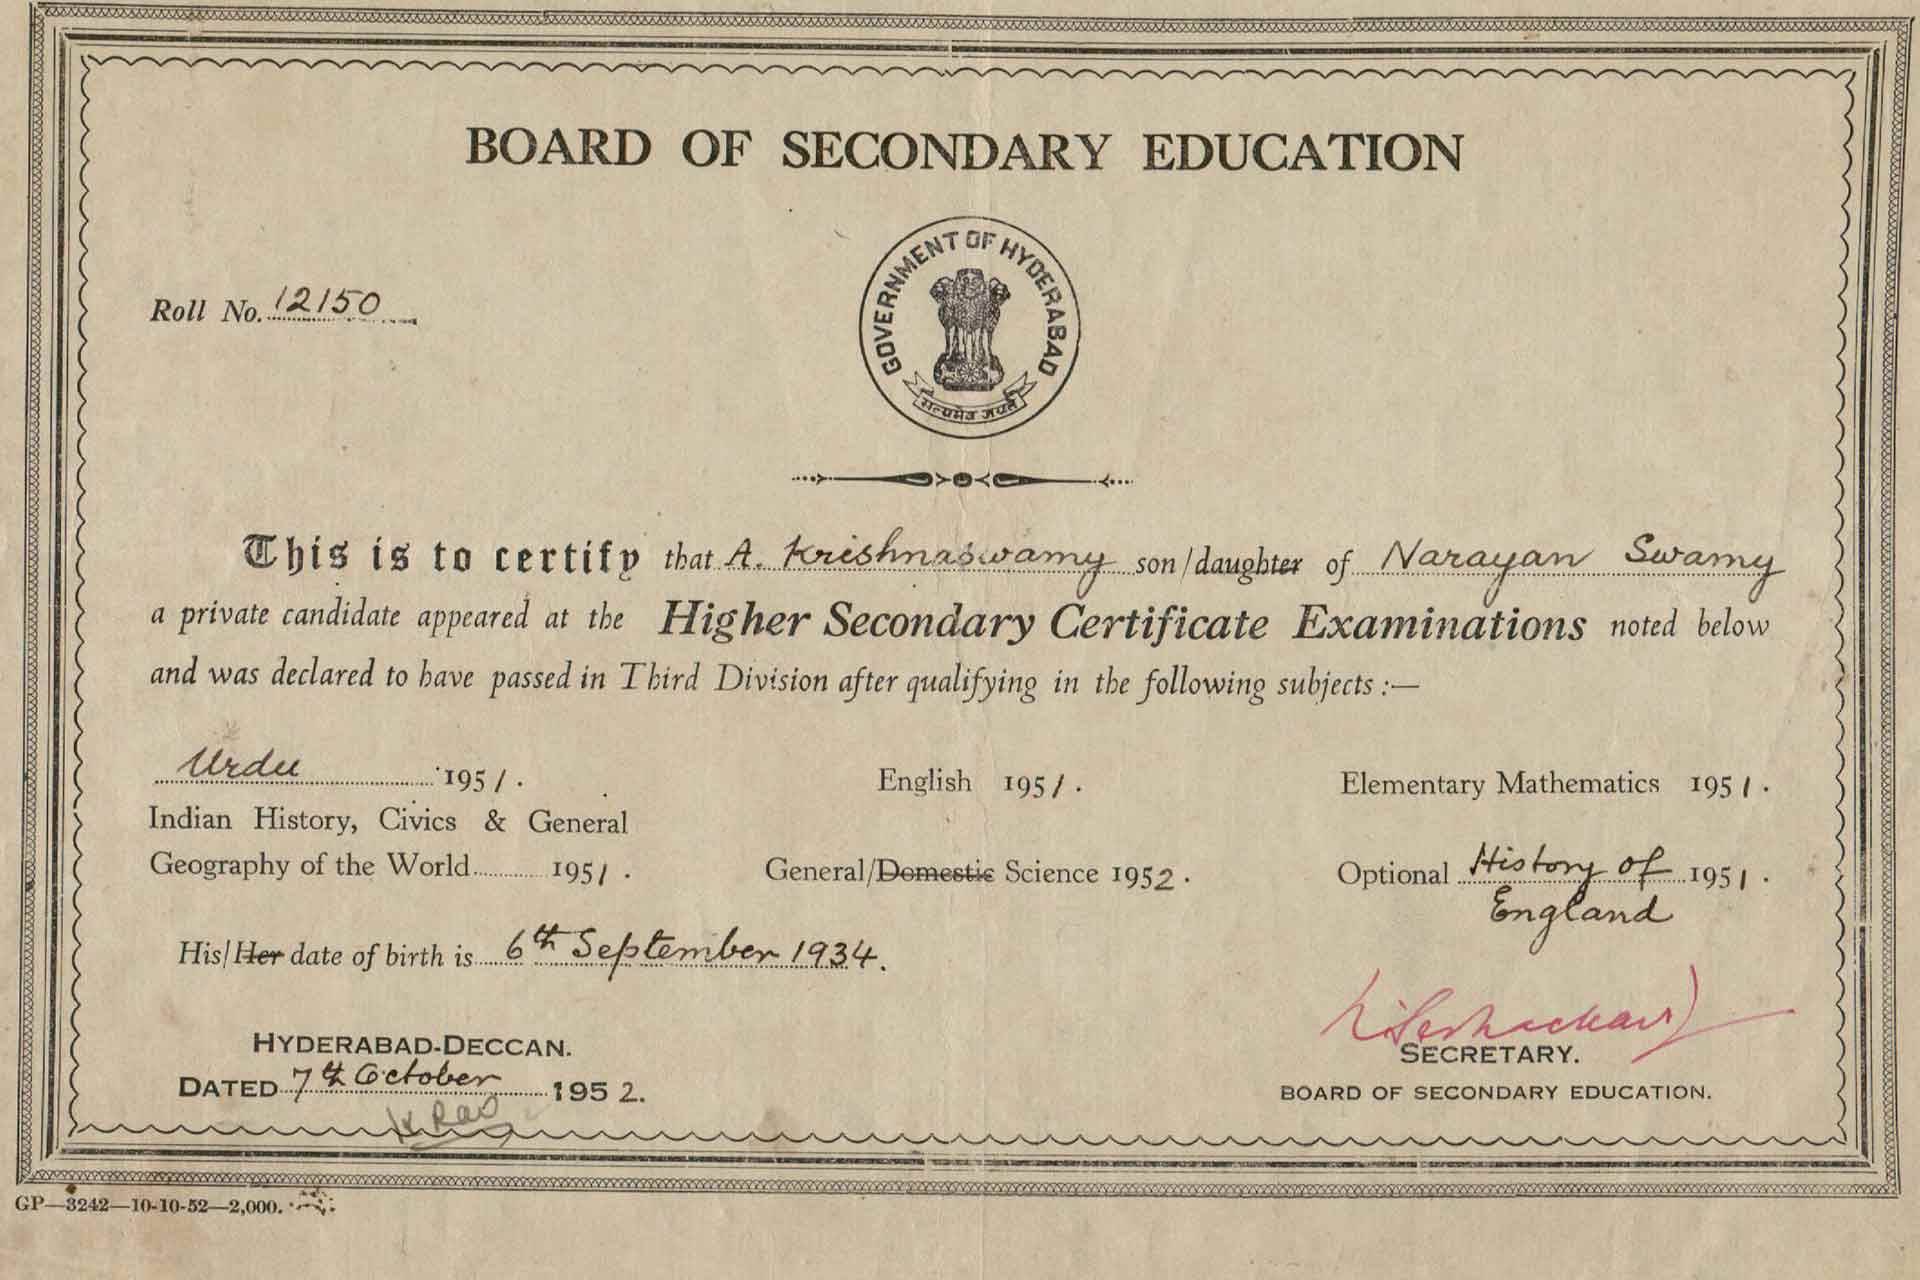 BOARD OF SECONDARY EDUCATION
GOVERNMENT OF HYDERABAD
सत्यमेव जयते
Roll No. 12150
This is to certify that A. Krishnaswamy son/daughter of Narayan Swamy
a private candidate appeared at the Higher Secondary Certificate Examinations noted below
and was declared to have passed in Third Division after qualifying in the following subjects :—
Urdu 1951. English 1951. Elementary Mathematics 1951.
Indian History, Civics & General
Geography of the World 1951. General/Domestic Science 1952. Optional History of 1951.
England
His/Her date of birth is 6th September 1934.
HYDERABAD-DECCAN.
SECRETARY.
DATED 7th October 1952.
BOARD OF SECONDARY EDUCATION.
K Rao
GP—3242—10-10-52—2,000.